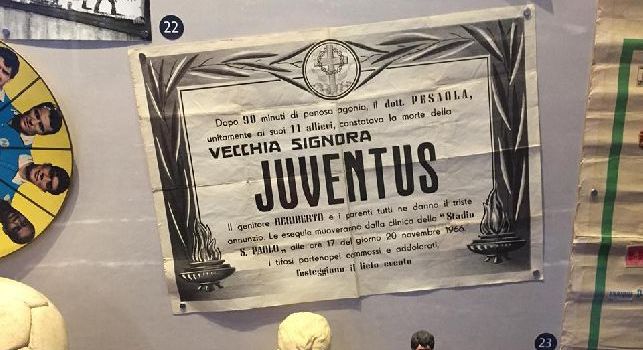 22
Dopo 90 minuti di penosa agonia, il dott. PESAOLA,
unitamente ai suoi 11 allievi, constatava la morte della
VECCHIA SIGNORA
JUVENTUS
Il genitore HERIBERTO e i parenti tutti ne danno il triste
annunzio. Le esequie muoveranno dalla clinica dello "Stadio
S. PAOLO„ alle ore 17 del giorno 20 novembre 1966.
I tifosi partenopei commossi e addolorati,
festeggiano il lieto evento
23